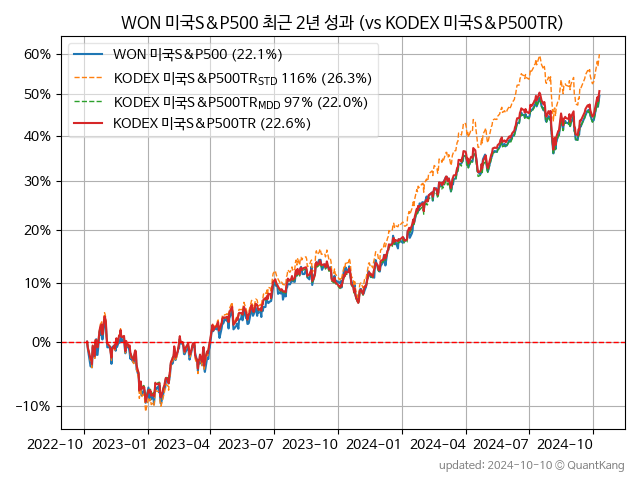 WON 미국S&P500 최근 2년 성과 (vs KODEX 미국S&P500TR)
WON 미국S&P500 (22.1%)
KODEX 미국S&P500TRSTD 116% (26.3%)
KODEX 미국S&P500TRMDD 97% (22.0%)
KODEX 미국S&P500TR (22.6%)
60%
50%
40%
30%
20%
10%
0%
−10%
2022-10 2023-01 2023-04 2023-07 2023-10 2024-01 2024-04 2024-07 2024-10
updated: 2024-10-10 © QuantKang